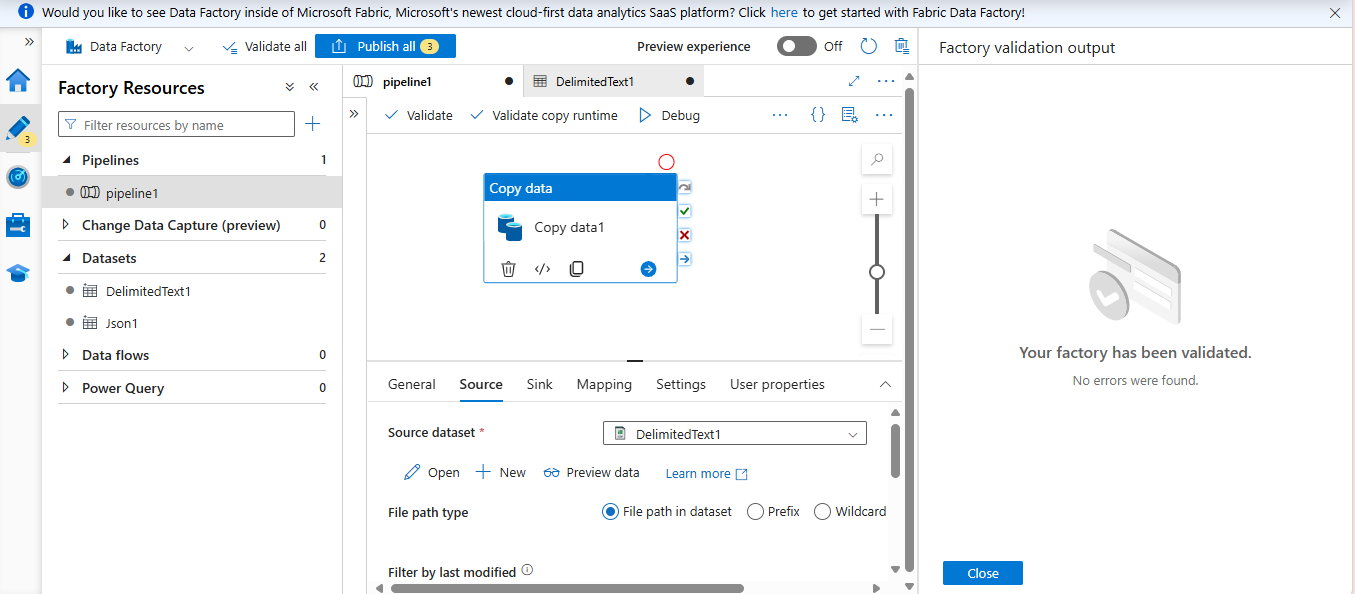 Would you like to see Data Factory inside of Microsoft Fabric, Microsoft's newest cloud-first data analytics SaaS platform? Click here to get started with Fabric Data Factory!
Data Factory
Validate all
Publish all 3
Preview experience
Off
Factory validation output
3
Factory Resources
Filter resources by name
Pipelines 1
pipeline1
Change Data Capture (preview) 0
Datasets 2
DelimitedText1
Json1
Data flows 0
Power Query 0
pipeline1
DelimitedText1
Validate
Validate copy runtime
Debug
Copy data
Copy data1
General
Source
Sink
Mapping
Settings
User properties
Source dataset *
DelimitedText1
Open
New
Preview data
Learn more
File path type
File path in dataset
Prefix
Wildcard
Filter by last modified
Your factory has been validated.
No errors were found.
Close